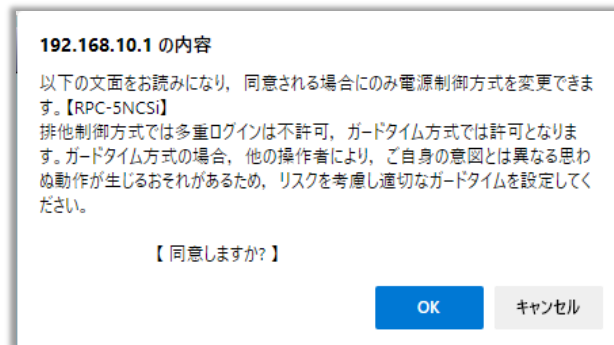 192.168.10.1 の内容
以下の文面をお読みになり，同意される場合にのみ電源制御方式を変更できま
す。【RPC-5NCSi】
排他制御方式では多重ログインは不許可，ガードタイム方式では許可となりま
す。ガードタイム方式の場合，他の操作者により，ご自身の意図とは異なる思わ
ぬ動作が生じるおそれがあるため，リスクを考慮し適切なガードタイムを設定してく
ださい。
【 同意しますか? 】
OK キャンセル